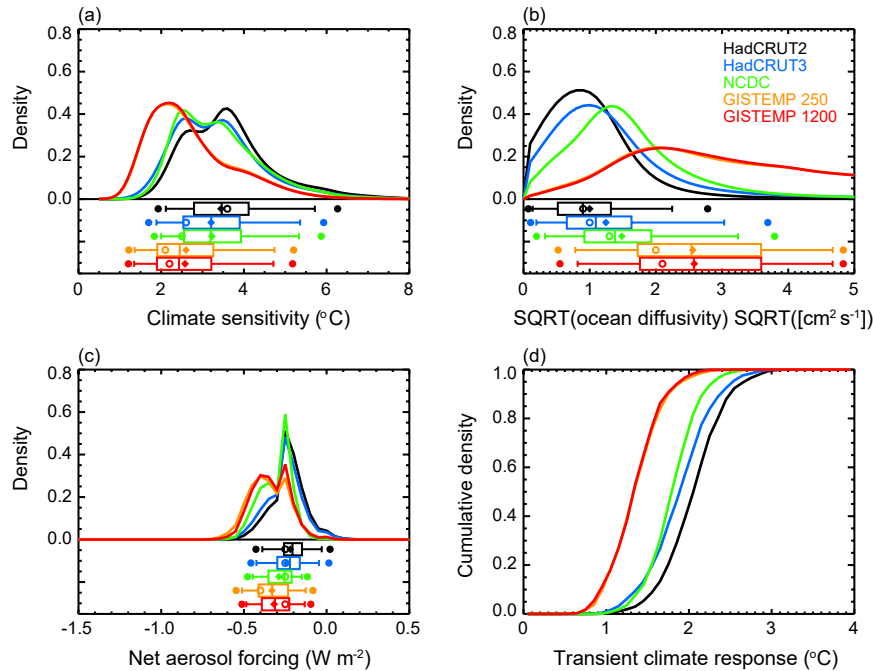 (a)
Density
0.8
0.6
0.4
0.2
0.0
0 2 4 6 8
Climate sensitivity (°C)
(b)
Density
0.8
0.6
0.4
0.2
0.0
HadCRUT2
HadCRUT3
NCDC
GISTEMP 250
GISTEMP 1200
0 1 2 3 4 5
SQRT(ocean diffusivity) SQRT([cm² s⁻¹])
(c)
Density
0.8
0.6
0.4
0.2
0.0
-1.5 -1.0 -0.5 0.0 0.5
Net aerosol forcing (W m⁻²)
(d)
Cumulative density
1.0
0.8
0.6
0.4
0.2
0.0
0 1 2 3 4
Transient climate response (°C)